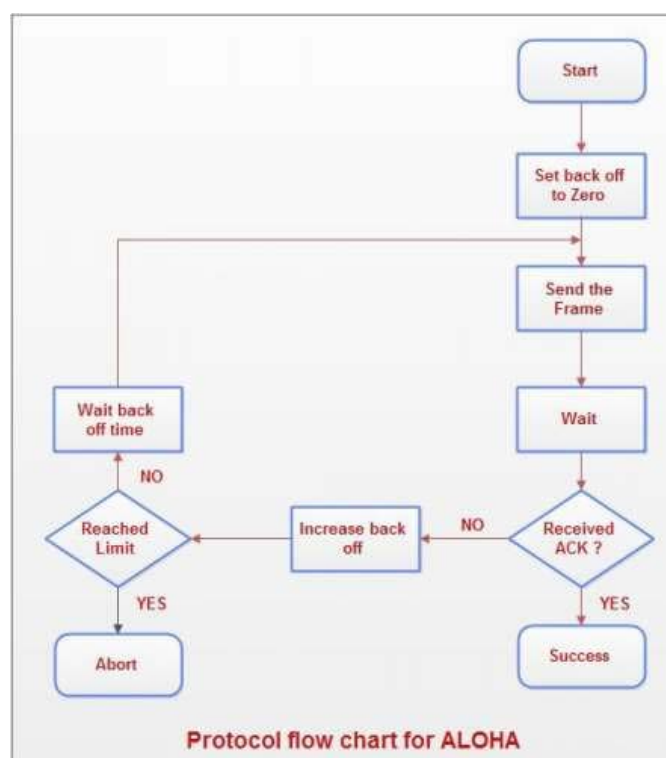 Start
Set back off
to Zero
Send the
Frame
Wait back
off time
Wait
NO
Reached
Limit
Increase back
off
NO
Received
ACK ?
YES
YES
Abort
Success
Protocol flow chart for ALOHA